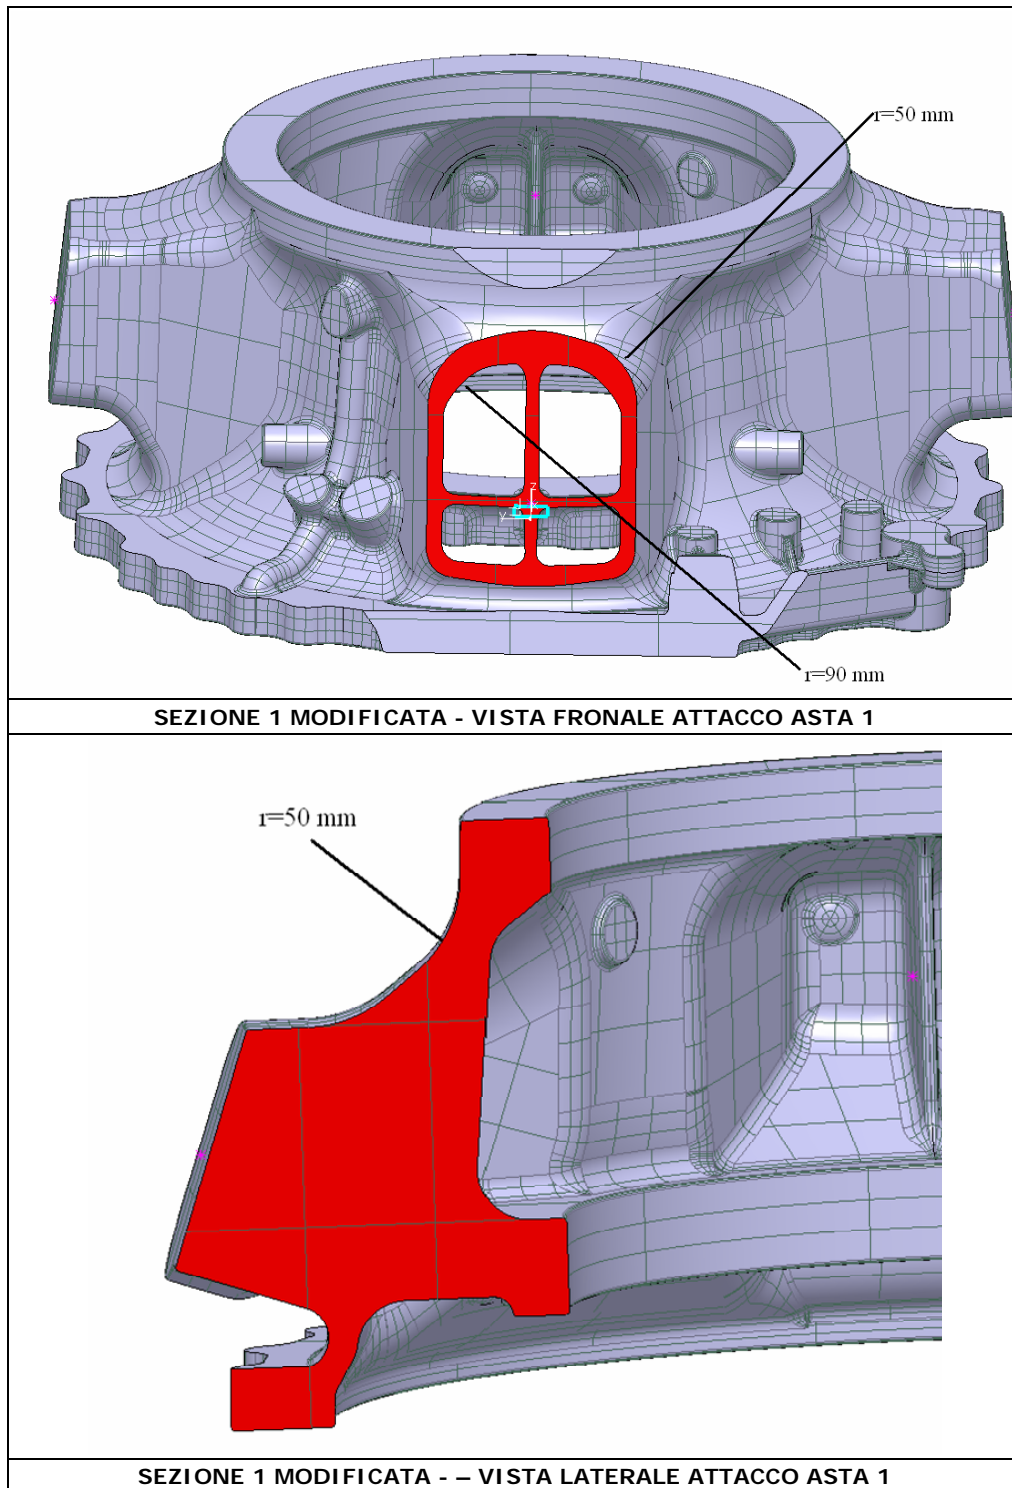 r=50 mm
z
y
r=90 mm
SEZIONE 1 MODIFICATA - VISTA FRONALE ATTACCO ASTA 1
r=50 mm
SEZIONE 1 MODIFICATA - – VISTA LATERALE ATTACCO ASTA 1